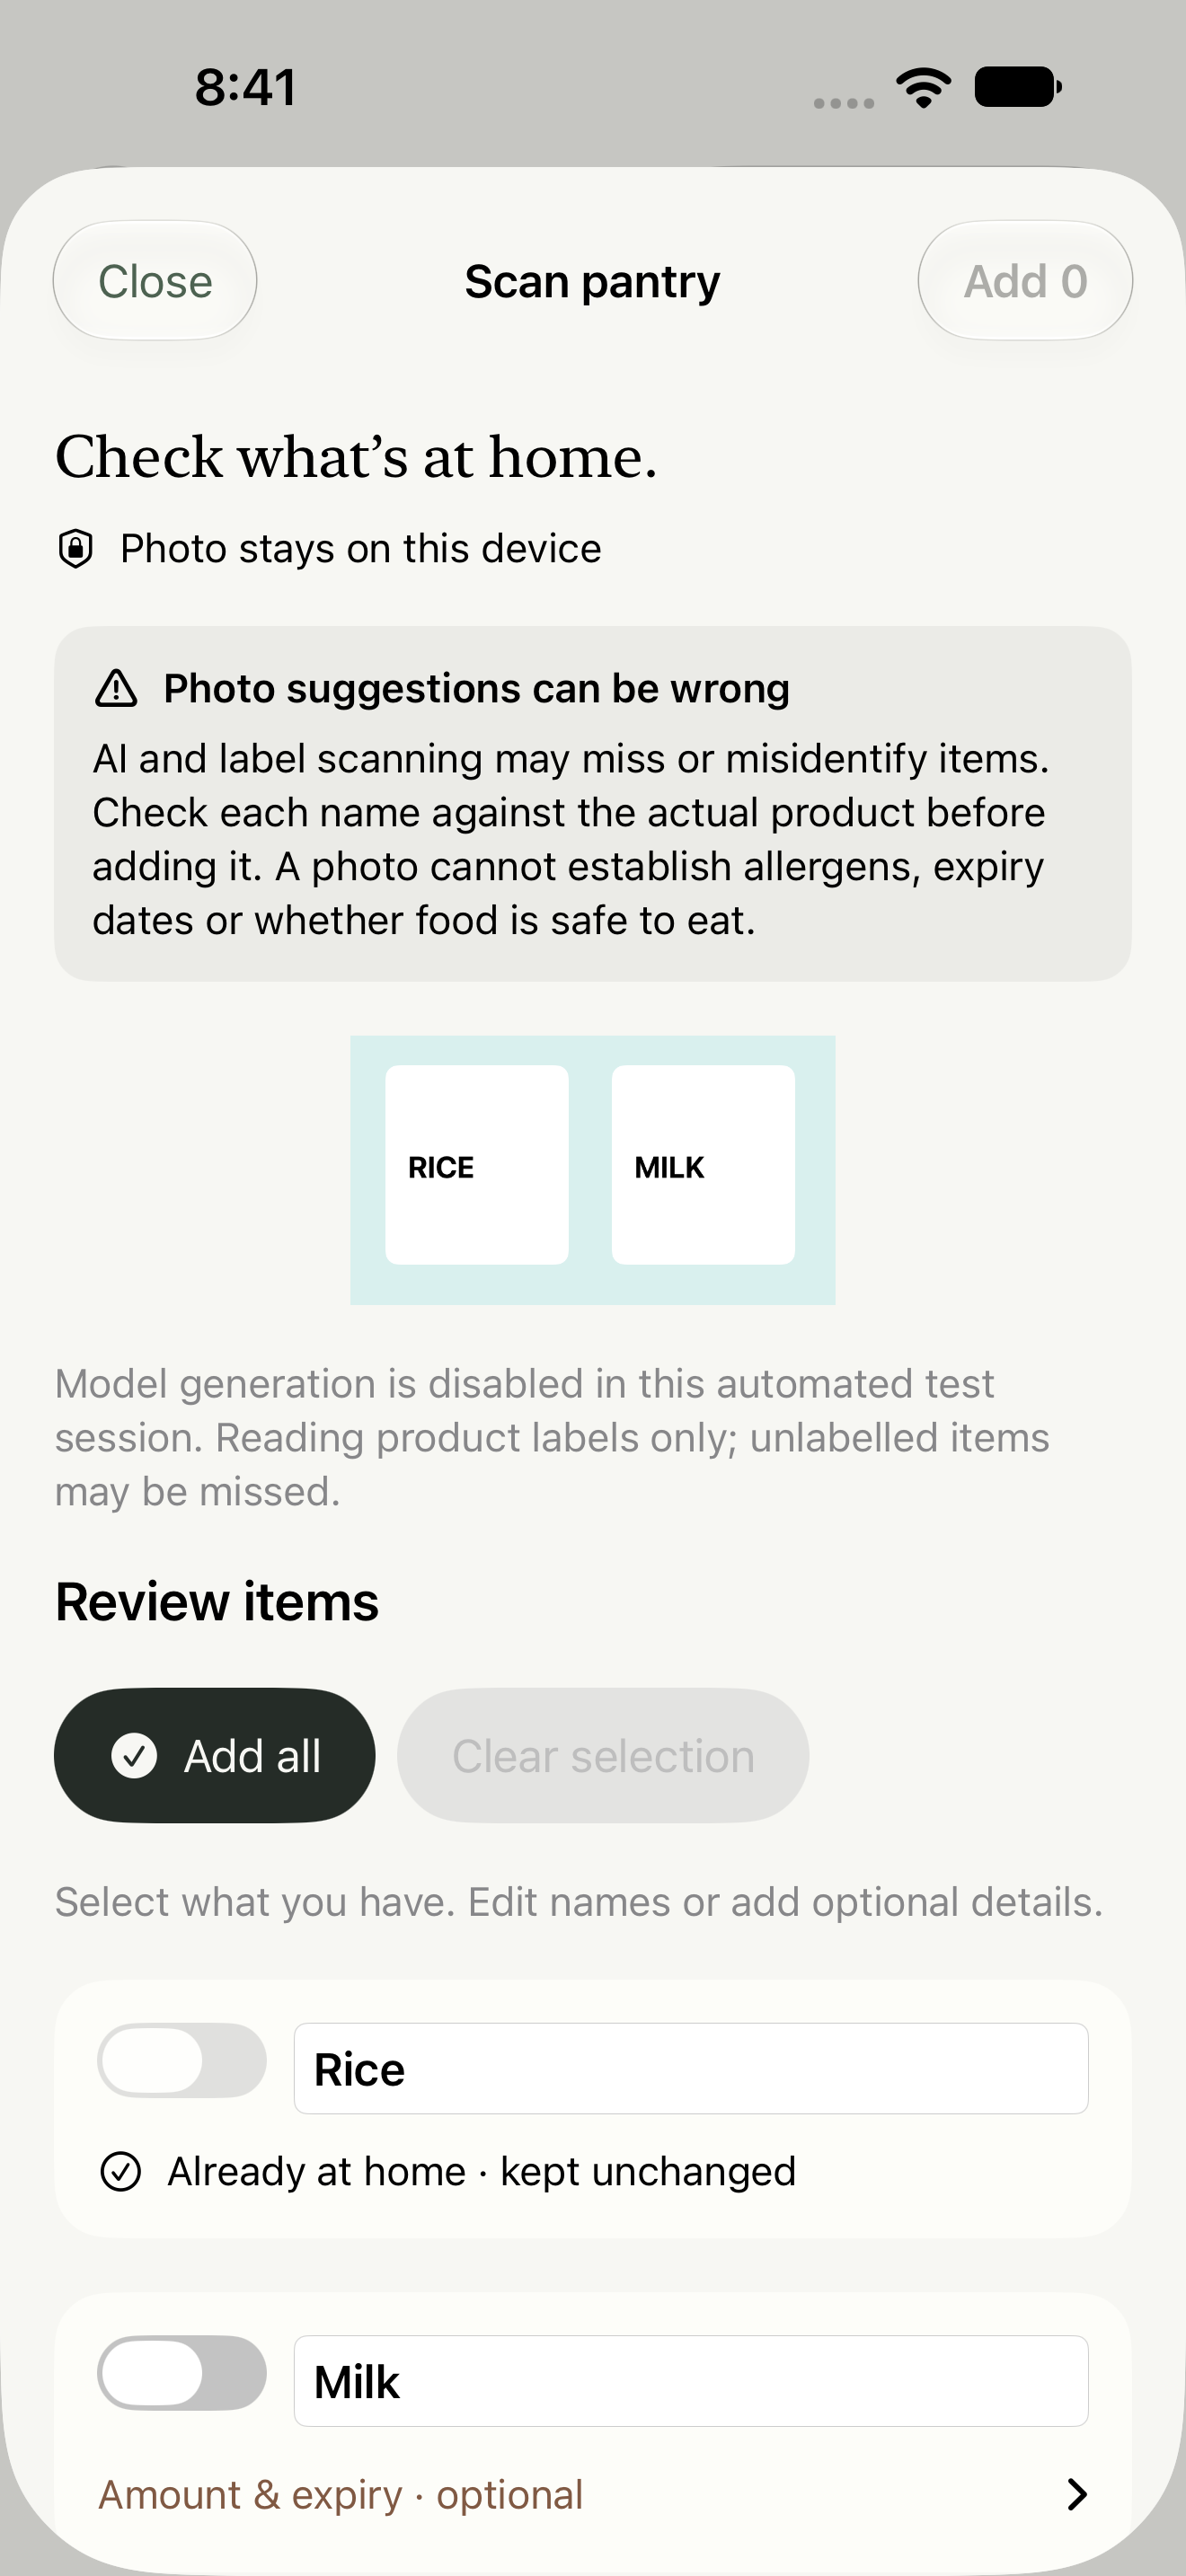 8:41
Close
Scan pantry
Add 0
Check what’s at home.
Photo stays on this device
Photo suggestions can be wrong
AI and label scanning may miss or misidentify items.
Check each name against the actual product before
adding it. A photo cannot establish allergens, expiry
dates or whether food is safe to eat.
RICE
MILK
Model generation is disabled in this automated test
session. Reading product labels only; unlabelled items
may be missed.
Review items
Add all
Clear selection
Select what you have. Edit names or add optional details.
Rice
Already at home · kept unchanged
Milk
Amount & expiry · optional